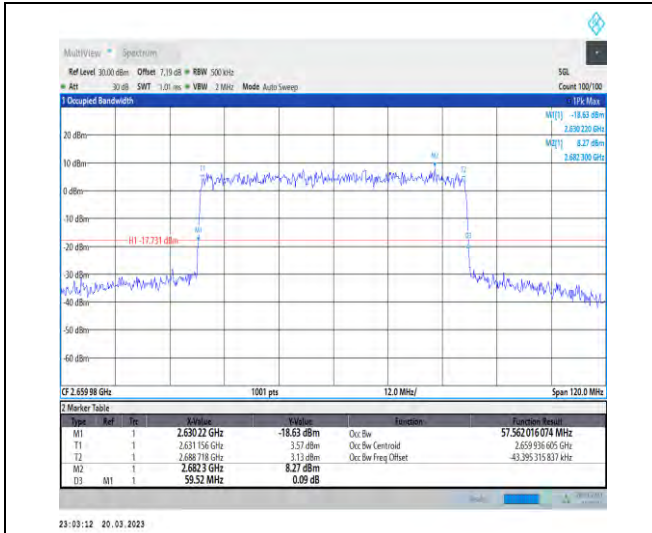 MultiView Spectrum
Ref Level 30.00 dBm Offset 7.19 dB RBW 500 kHz SGL
Att 30 dB SWT 1.01 ms VBW 2 MHz Mode Auto Sweep Count 100/100
1 Occupied Bandwidth 1Pk Max
M1[1] -18.63 dBm
2.630 220 GHz
M2[1] 8.27 dBm
2.682 300 GHz
20 dBm
10 dBm
0 dBm
-10 dBm
-20 dBm
-30 dBm
-40 dBm
-50 dBm
-60 dBm
H1 -17.731 dBm
T1
M2
T2
M1
D3
CF 2.659 98 GHz 1001 pts 12.0 MHz/ Span 120.0 MHz
2 Marker Table
Type Ref Trc X-Value Y-Value Function Function Result
M1 1 2.630 22 GHz -18.63 dBm Occ Bw 57.562 016 074 MHz
T1 1 2.631 156 GHz 3.57 dBm Occ Bw Centroid 2.659 936 605 GHz
T2 1 2.688 718 GHz 3.13 dBm Occ Bw Freq Offset -43.395 315 837 kHz
M2 1 2.682 3 GHz 8.27 dBm
D3 M1 1 59.52 MHz 0.09 dB
23:03:12 20.03.2023